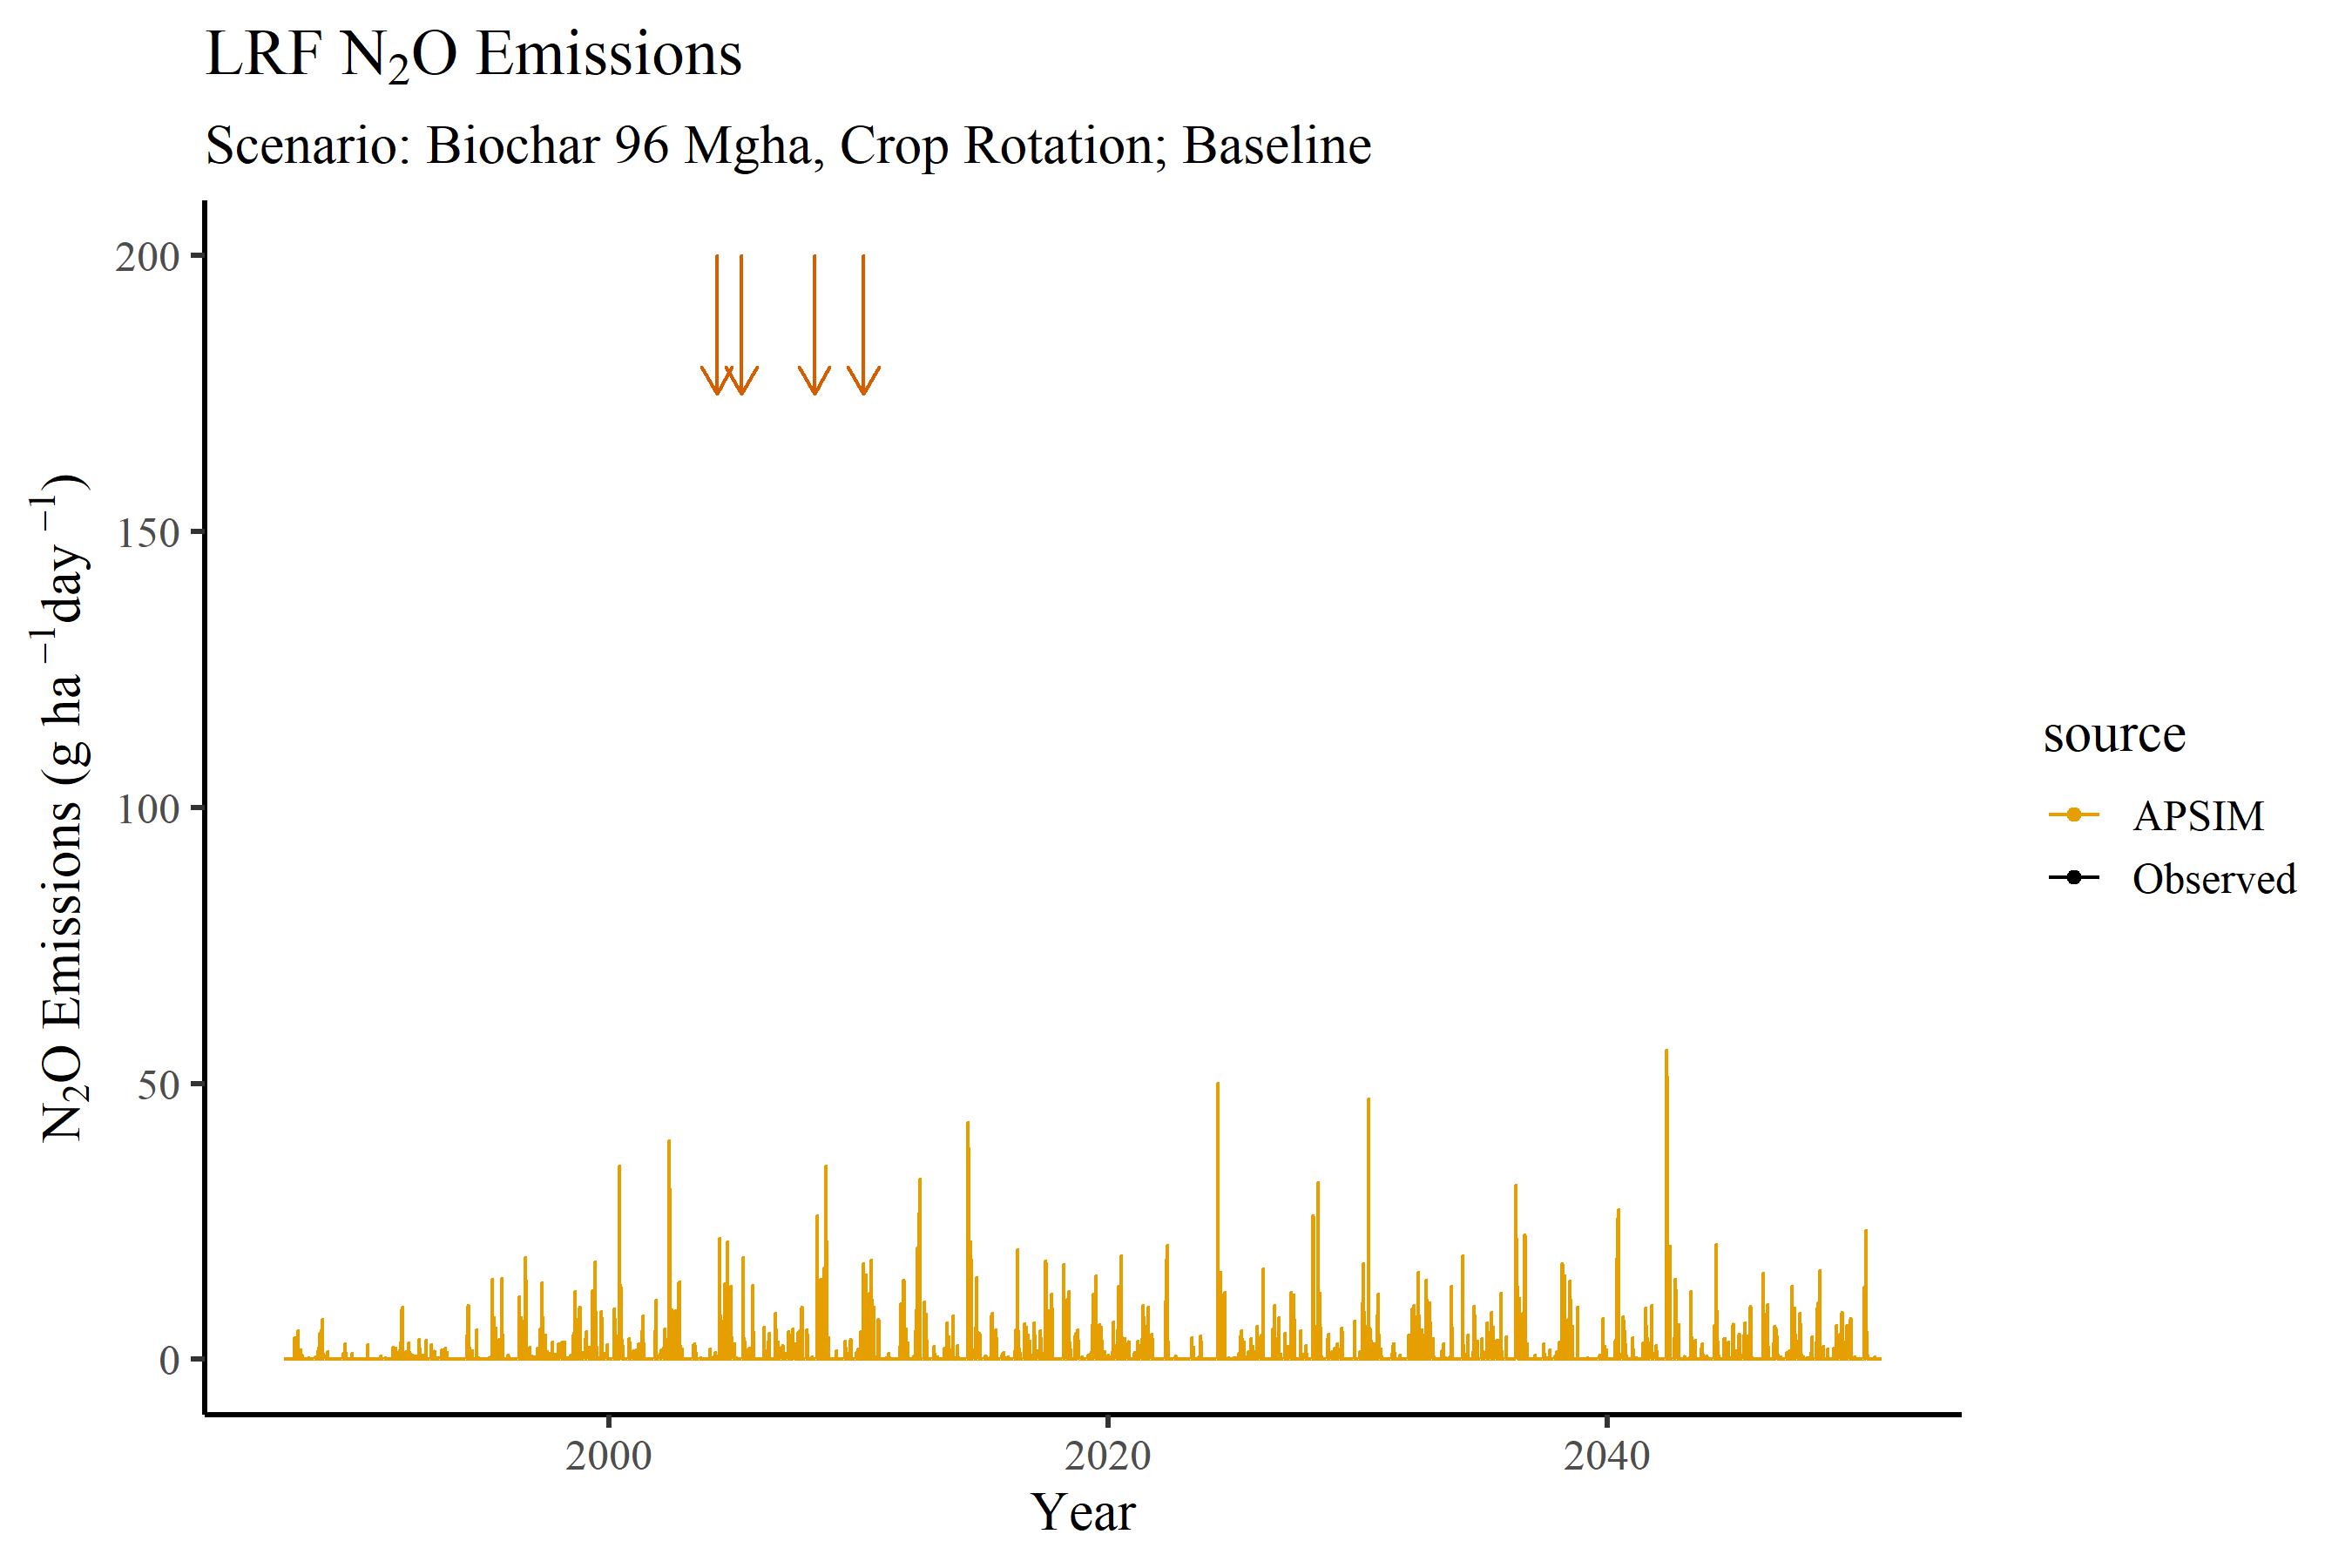 LRF N₂O Emissions
Scenario: Biochar 96 Mgha, Crop Rotation; Baseline
N₂O Emissions (g ha ⁻¹day ⁻¹)
200
150
100
50
0
2000 2020 2040
Year
source
APSIM
Observed